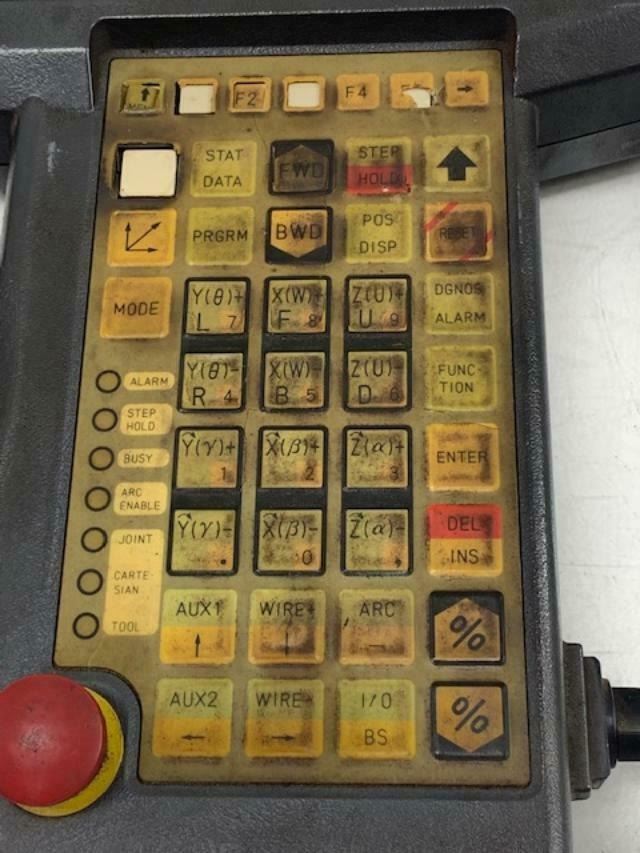 F2
F4
STAT
DATA
FWD
STEP
HOLD
PRGRM
BWD
POS
DISP
RESET
MODE
Y(θ)+
L 7
X(W)+
F 8
Z(U)+
U 9
DGNOS
ALARM
Y(θ)-
R 4
X(W)-
B 5
Z(U)-
D 6
FUNC-
TION
ALARM
STEP
HOLD
BUSY
ARC
ENABLE
JOINT
CARTE-
SIAN
TOOL
Y(γ)+
1
X(β)+
2
Z(α)+
3
ENTER
Y(γ)-
.
X(β)-
0
Z(α)-
,
DEL
INS
AUX1
WIRE+
ARC
%
AUX2
WIRE-
I/O
BS
%